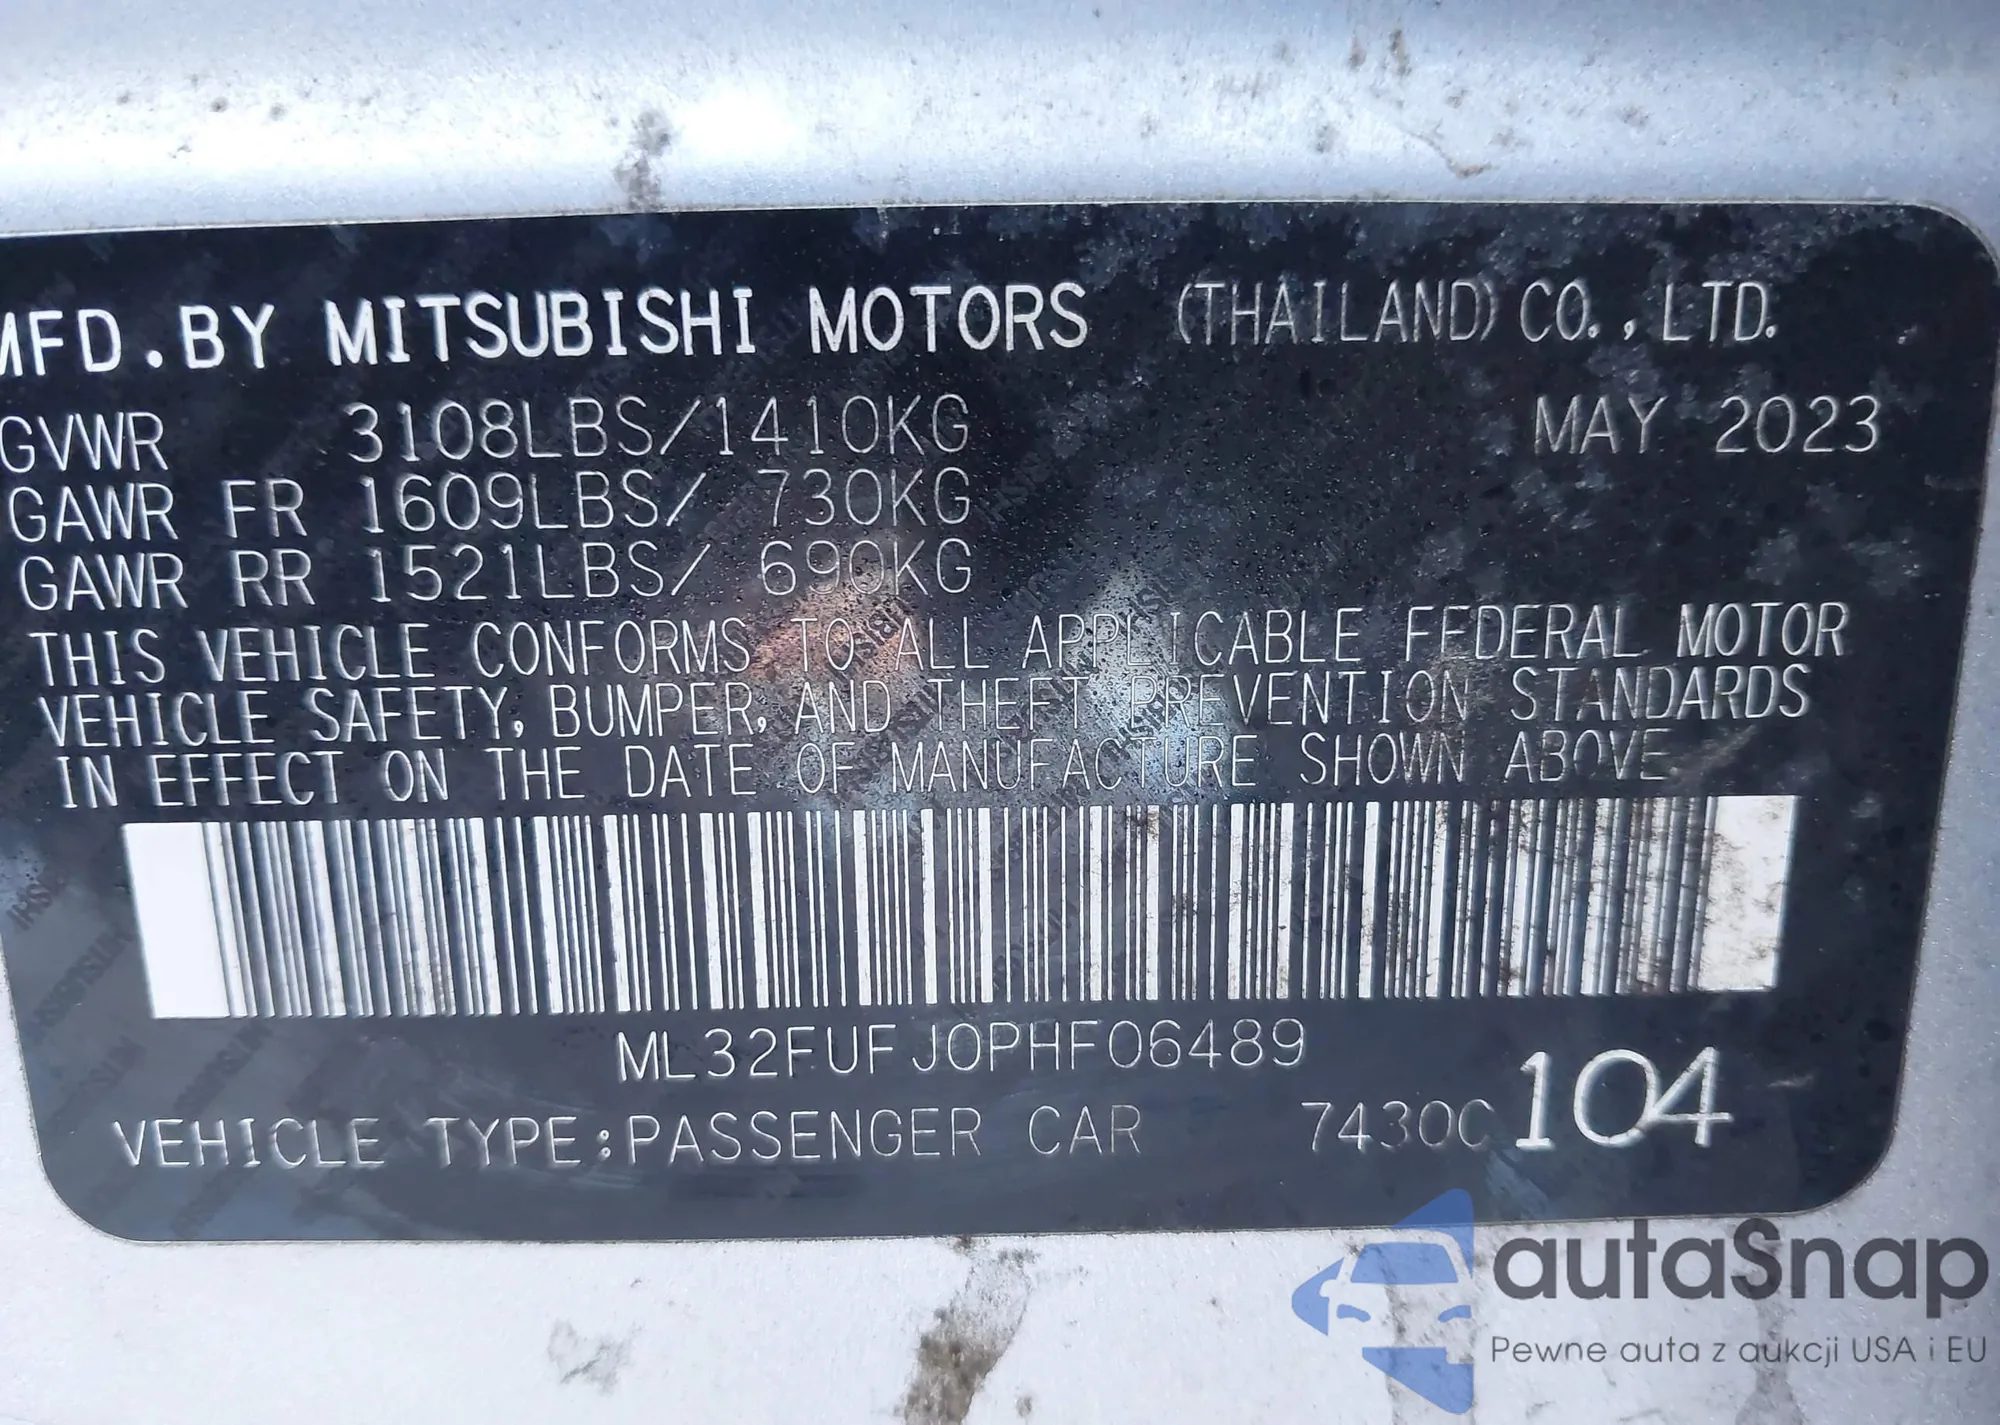 MFD.BY MITSUBISHI MOTORS (THAILAND) CO., LTD.
GVWR 3108LBS/1410KG MAY 2023
GAWR FR 1609LBS/ 730KG
GAWR RR 1521LBS/ 690KG
THIS VEHICLE CONFORMS TO ALL APPLICABLE FEDERAL MOTOR
VEHICLE SAFETY, BUMPER, AND THEFT PREVENTION STANDARDS
IN EFFECT ON THE DATE OF MANUFACTURE SHOWN ABOVE
ML32FUFJ0PHF06489
VEHICLE TYPE:PASSENGER CAR 7430C 104
autaSnap
Pewne auta z aukcji USA i EU